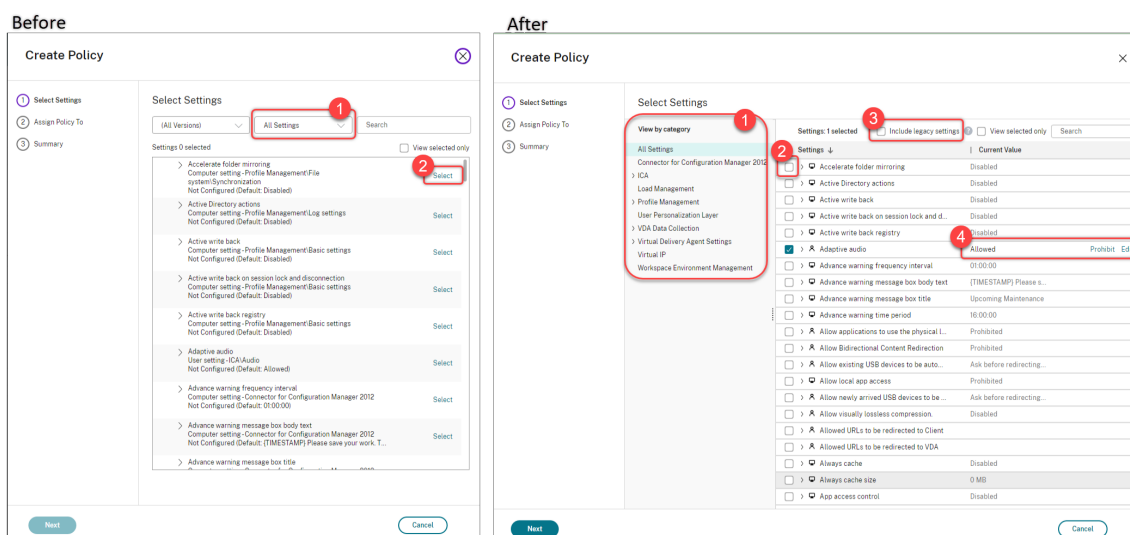 Before
Create Policy
1 Select Settings
2 Assign Policy To
3 Summary
Select Settings
1
(All Versions)
All Settings
Search
Settings 0 selected
View selected only
2
Accelerate folder mirroring
Computer setting - Profile Management\File
system\Synchronization
Not Configured (Default: Disabled)
Select
Active Directory actions
Computer setting - Profile Management\Log settings
Not Configured (Default: Disabled)
Select
Active write back
Computer setting - Profile Management\Basic settings
Not Configured (Default: Disabled)
Select
Active write back on session lock and disconnection
Computer setting - Profile Management\Basic settings
Not Configured (Default: Disabled)
Select
Active write back registry
Computer setting - Profile Management\Basic settings
Not Configured (Default: Disabled)
Select
Adaptive audio
User setting - ICA\Audio
Not Configured (Default: Allowed)
Select
Advance warning frequency interval
Computer setting - Connector for Configuration Manager 2012
Not Configured (Default: 01:00:00)
Select
Advance warning message box body text
Computer setting - Connector for Configuration Manager 2012
Not Configured (Default: {TIMESTAMP} Please save your work. T...
Select
Advance warning message box title
Next
Cancel
After
Create Policy
1 Select Settings
2 Assign Policy To
3 Summary
Select Settings
1
View by category
All Settings
Connector for Configuration Manager 2012
ICA
Load Management
Profile Management
User Personalization Layer
VDA Data Collection
Virtual Delivery Agent Settings
Virtual IP
Workspace Environment Management
3
Settings: 1 selected
Include legacy settings
View selected only
Search
2
Settings ↓
Current Value
Accelerate folder mirroring Disabled
Active Directory actions Disabled
Active write back Disabled
Active write back on session lock and d... Disabled
Active write back registry Disabled
4
Adaptive audio Allowed Prohibit Ed
Advance warning frequency interval 01:00:00
Advance warning message box body text {TIMESTAMP} Please s...
Advance warning message box title Upcoming Maintenance
Advance warning time period 16:00:00
Allow applications to use the physical l... Prohibited
Allow Bidirectional Content Redirection Prohibited
Allow existing USB devices to be auto... Ask before redirecting...
Allow local app access Prohibited
Allow newly arrived USB devices to be ... Ask before redirecting...
Allow visually lossless compression. Disabled
Allowed URLs to be redirected to Client
Allowed URLs to be redirected to VDA
Always cache Disabled
Always cache size 0 MB
App access control Disabled
Next
Cancel